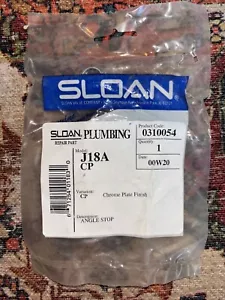 SLOAN
SLOAN PLUMBING
REPAIR PART
Product Code:
0310054
Model:
J18A
CP
Quantity
1
Date
00W20
Variation:
CP
Chrome Plate Finish
Description:
ANGLE STOP